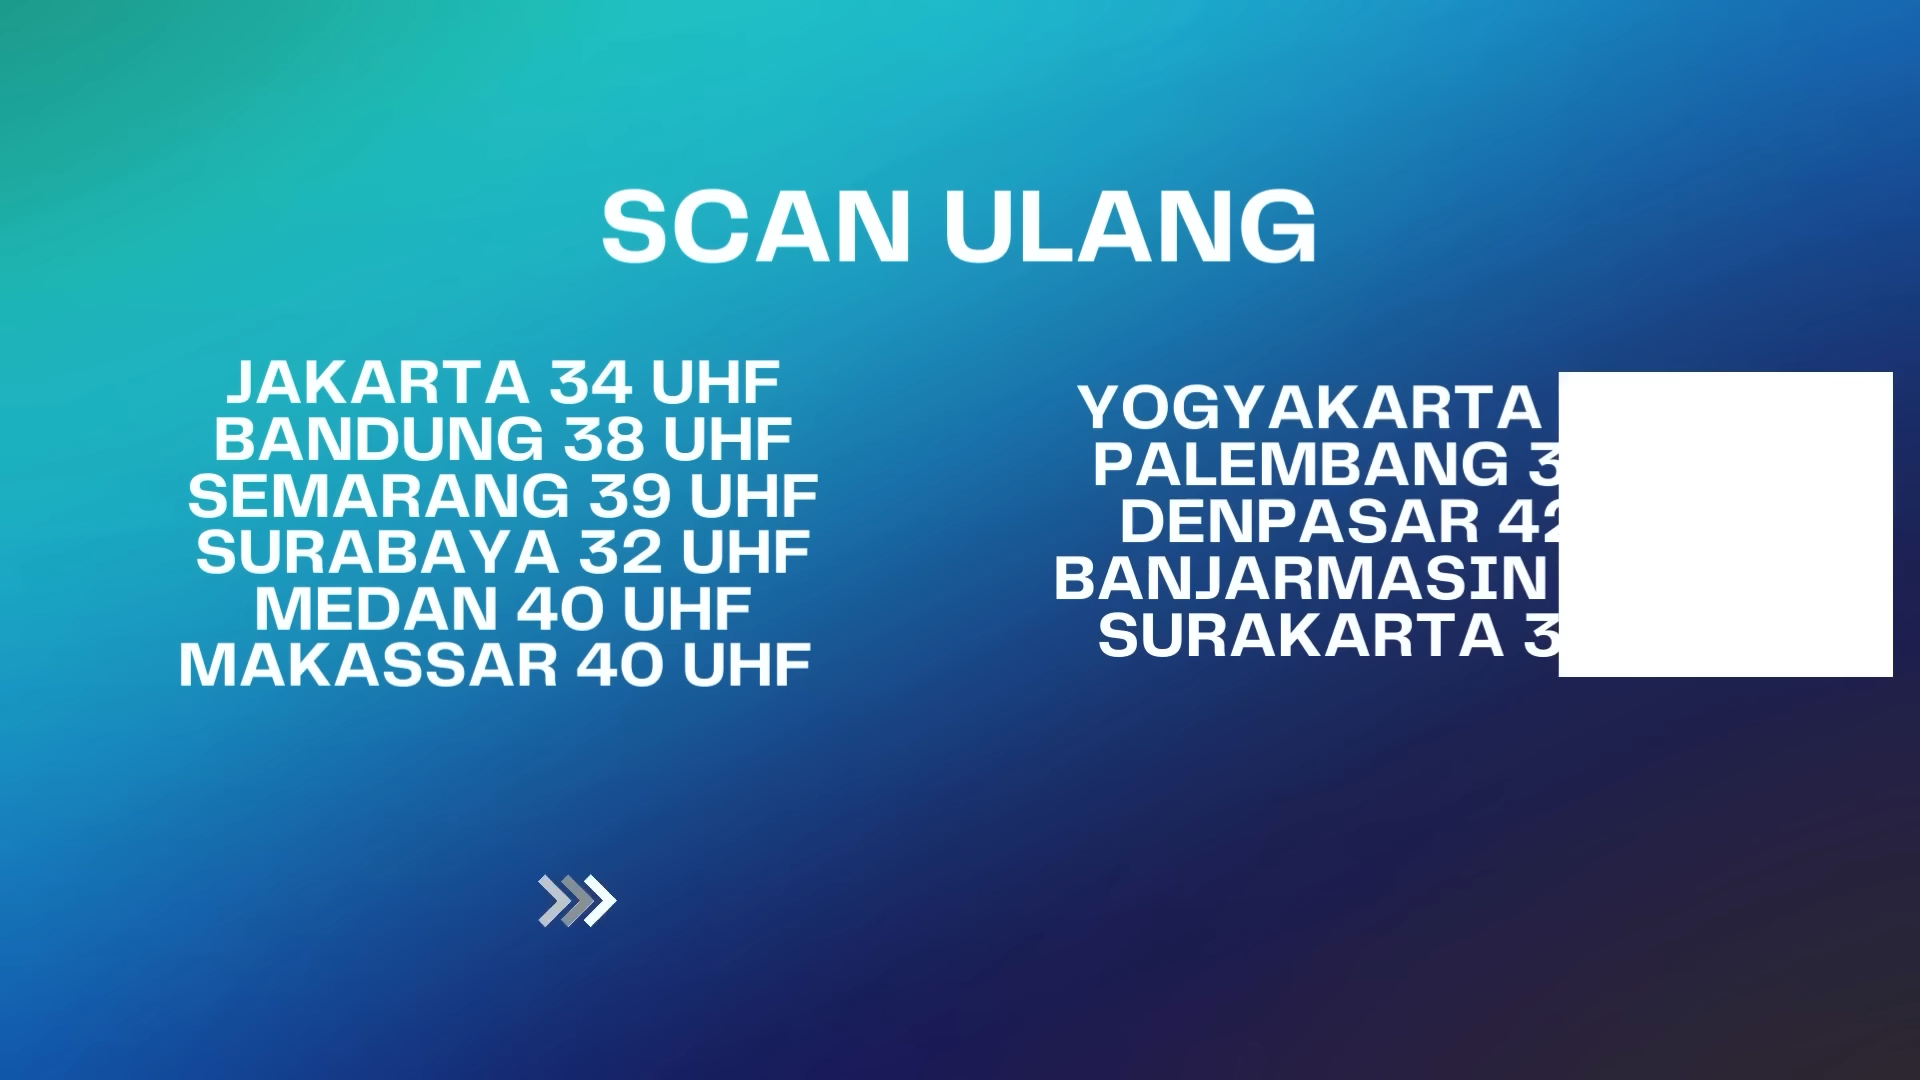 SCAN ULANG
JAKARTA 34 UHF
BANDUNG 38 UHF
SEMARANG 39 UHF
SURABAYA 32 UHF
MEDAN 40 UHF
MAKASSAR 40 UHF
YOGYAKARTA
PALEMBANG
DENPASAR
BANJARMASIN
SURAKARTA